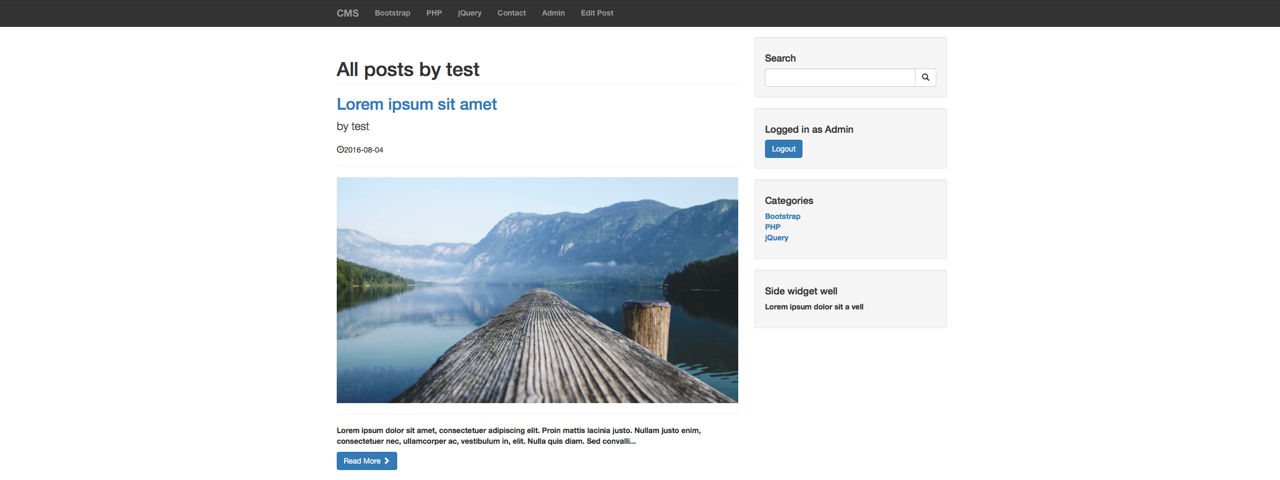 CMS Bootstrap PHP jQuery Contact Admin Edit Post
All posts by test
Lorem ipsum sit amet
by test
2016-08-04
Lorem ipsum dolor sit amet, consectetuer adipiscing elit. Proin mattis lacinia justo. Nullam justo enim,
consectetuer nec, ullamcorper ac, vestibulum in, elit. Nulla quis diam. Sed convalli...
Read More
Search
Logged in as Admin
Logout
Categories
Bootstrap
PHP
jQuery
Side widget well
Lorem ipsum dolor sit a vell